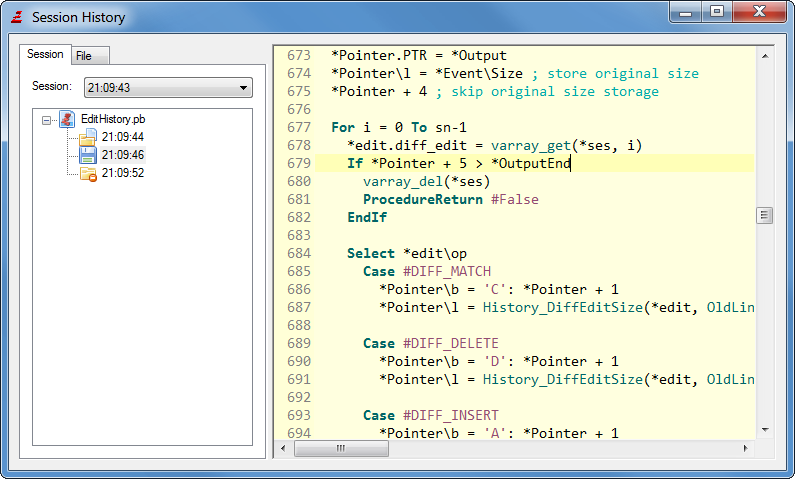 Session History
Session
File
Session:
21:09:43
EditHistory.pb
21:09:44
21:09:46
21:09:52
673 *Pointer.PTR = *Output
674 *Pointer\l = *Event\Size ; store original size
675 *Pointer + 4 ; skip original size storage
676
677 For i = 0 To sn-1
678 *edit.diff_edit = varray_get(*ses, i)
679 If *Pointer + 5 > *OutputEnd
680 varray_del(*ses)
681 ProcedureReturn #False
682 EndIf
683
684 Select *edit\op
685 Case #DIFF_MATCH
686 *Pointer\b = 'C': *Pointer + 1
687 *Pointer\l = History_DiffEditSize(*edit, OldLin
688
689 Case #DIFF_DELETE
690 *Pointer\b = 'D': *Pointer + 1
691 *Pointer\l = History_DiffEditSize(*edit, OldLin
692
693 Case #DIFF_INSERT
694 *Pointer\b = 'A': *Pointer + 1